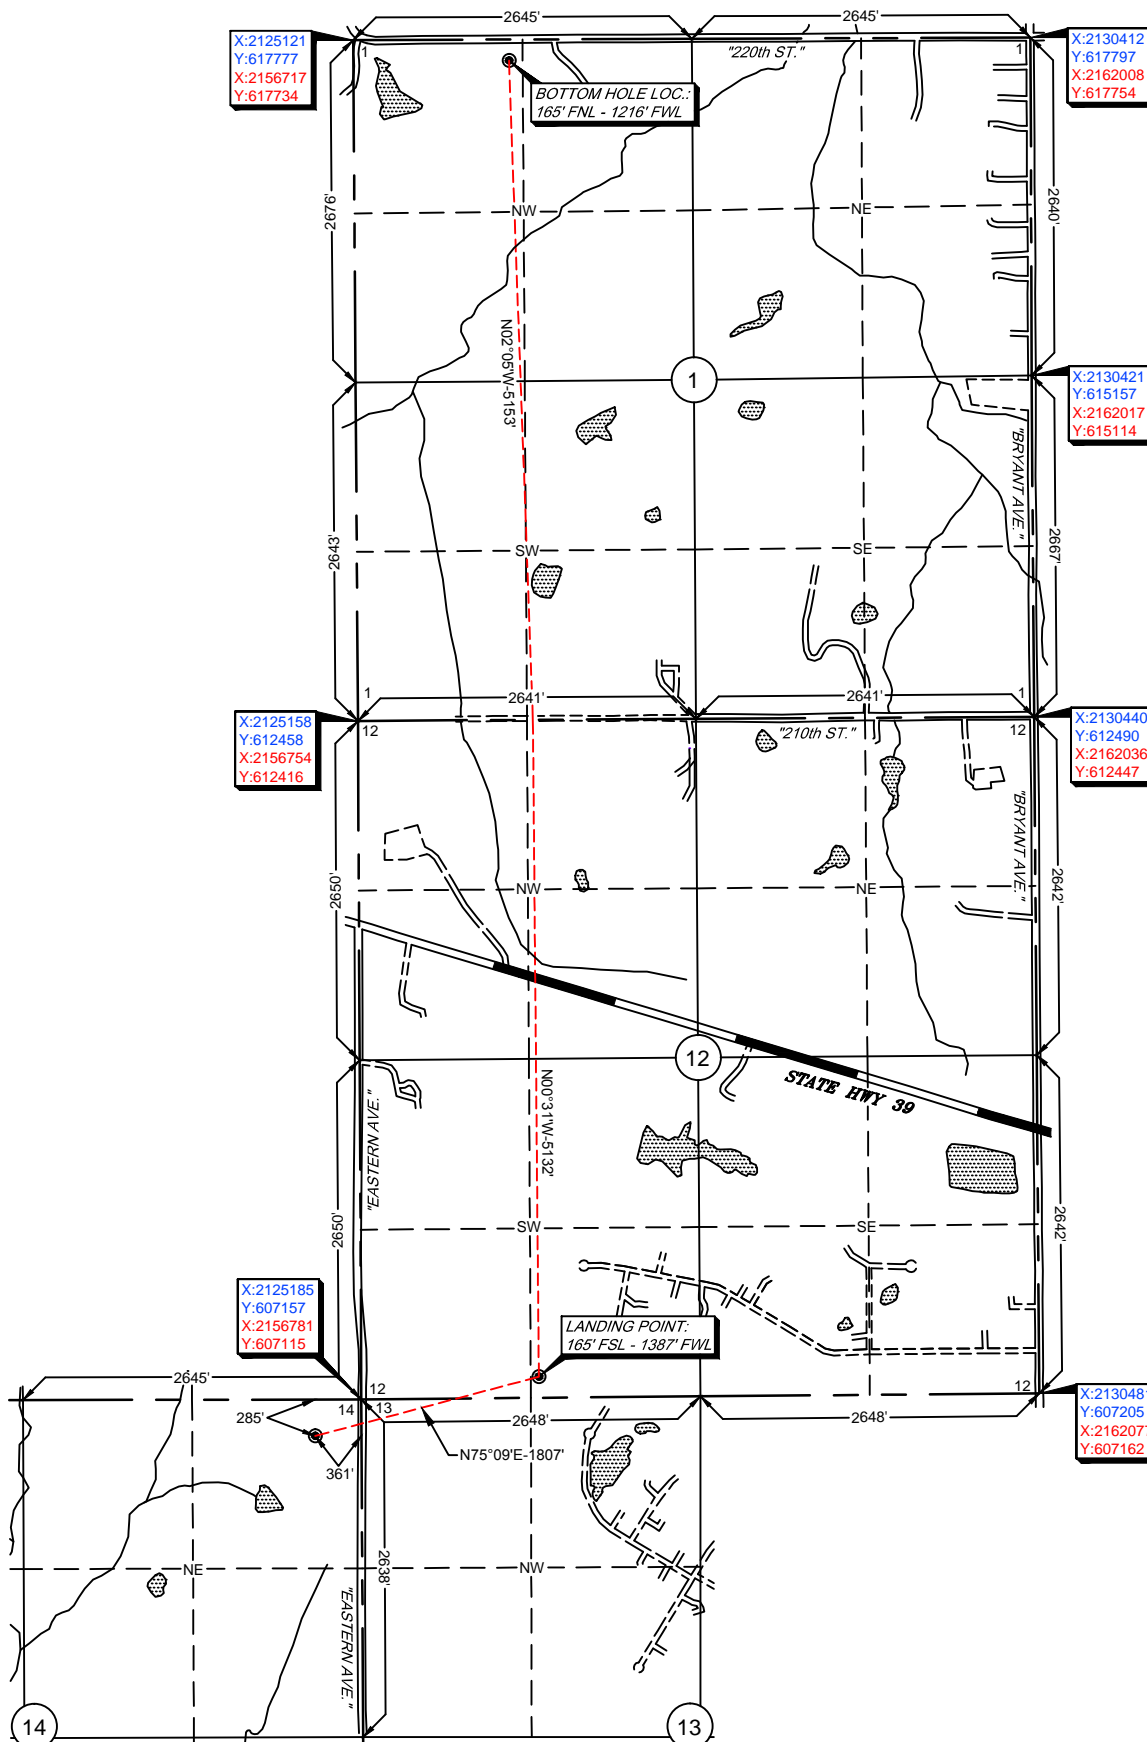 2645'
2645'
X:2125121
Y:617777
X:2156717
Y:617734
1
"220th ST."
1
X:2130412
Y:617797
X:2162008
Y:617754
BOTTOM HOLE LOC.:
165' FNL - 1216' FWL
2676'
NW
NE
2640'
N02°05'W-5153'
1
X:2130421
Y:615157
X:2162017
Y:615114
"BRYANT AVE."
2643'
SW
SE
2667'
1
2641'
2641'
1
X:2125158
Y:612458
X:2156754
Y:612416
12
"210th ST."
12
X:2130440
Y:612490
X:2162036
Y:612447
"BRYANT AVE."
2650'
NW
NE
2642'
12
STATE HWY 39
N00°31'W-5132'
"EASTERN AVE."
2650'
SW
SE
2642'
X:2125185
Y:607157
X:2156781
Y:607115
LANDING POINT:
165' FSL - 1387' FWL
2645'
12
12
14
13
285'
2648'
2648'
X:2130481
Y:607205
X:2162077
Y:607162
361'
N75°09'E-1807'
NE
NW
2638'
"EASTERN AVE."
14
13